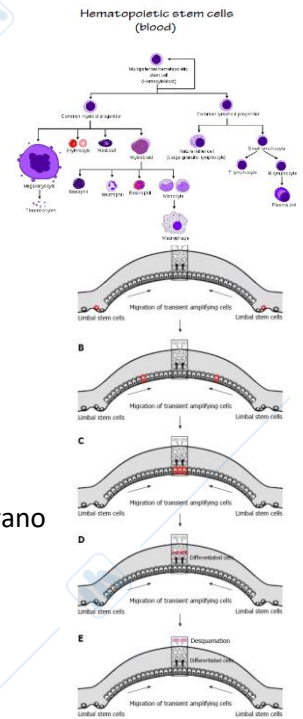 Hematopoietic stem cells
(blood)
Multipotential hematopoietic
stem cell
(Hemocytoblast)
Common myeloid progenitor
Common lymphoid progenitor
Erythrocyte
Mast cell
Myeloblast
Natural killer cell
(Large granular lymphocyte)
Small lymphocyte
Megakaryocyte
T lymphocyte
B lymphocyte
Basophil
Neutrophil
Eosinophil
Monocyte
Plasma cell
Thrombocytes
Macrophage
Limbal stem cells
Migration of transient amplifying cells
Limbal stem cells
B
Limbal stem cells
Migration of transient amplifying cells
Limbal stem cells
C
Limbal stem cells
Migration of transient amplifying cells
Limbal stem cells
D
Differentiated cells
Limbal stem cells
Migration of transient amplifying cells
Limbal stem cells
E
Desquamation
Differentiated cells
Limbal stem cells
Migration of transient amplifying cells
Limbal stem cells